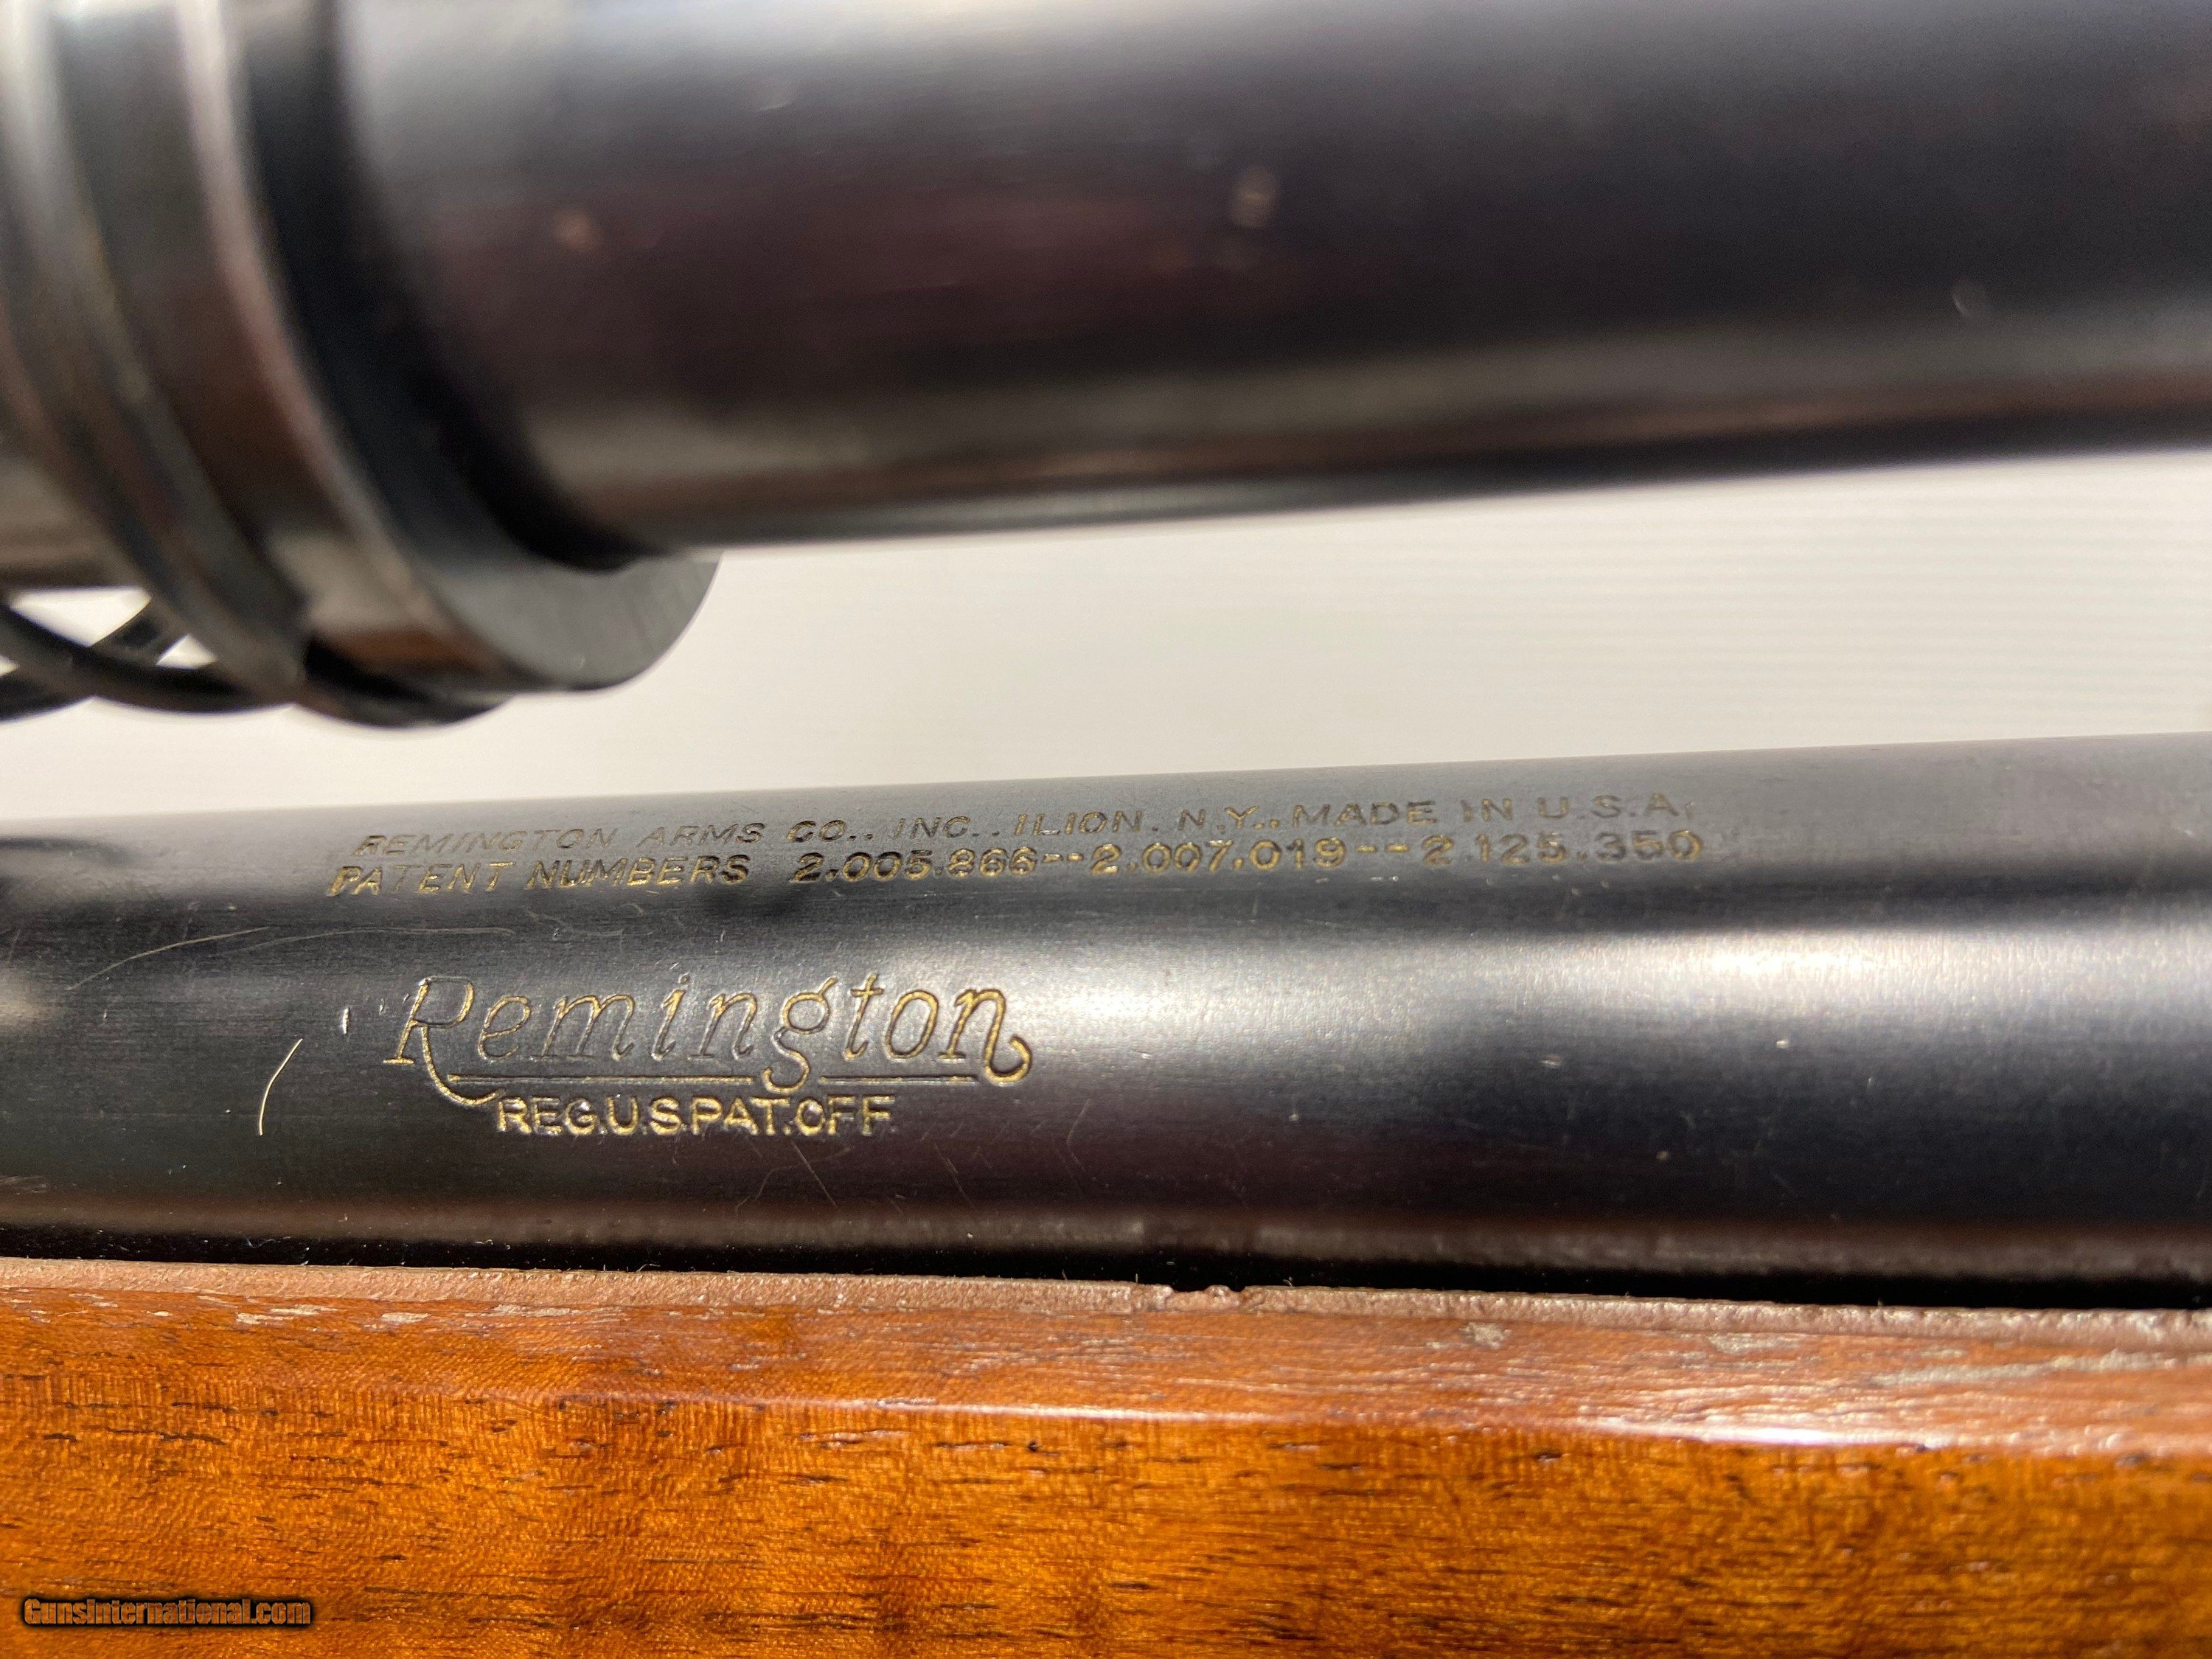 REMINGTON ARMS CO., INC., ILION, N.Y., MADE IN U.S.A.
PATENT NUMBERS 2.005.866--2.007.019--2.125.350
Remington
REG.U.S.PAT.OFF.
GunsInternational.com